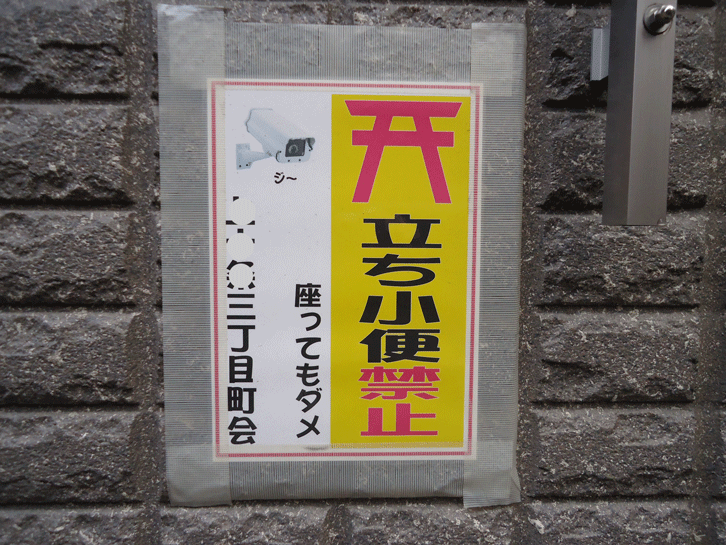 立ち小便禁止
座ってもダメ
ジ〜
三丁目町会